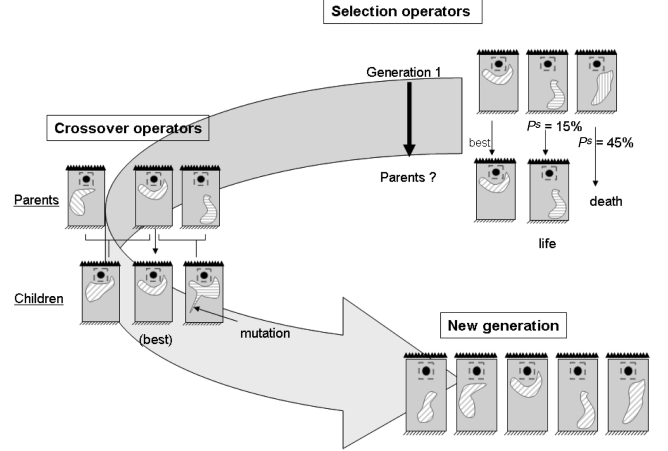 Selection operators
Generation 1
Crossover operators
best
Ps = 15%
Ps = 45%
Parents ?
Parents
death
life
Children
(best)
mutation
New generation